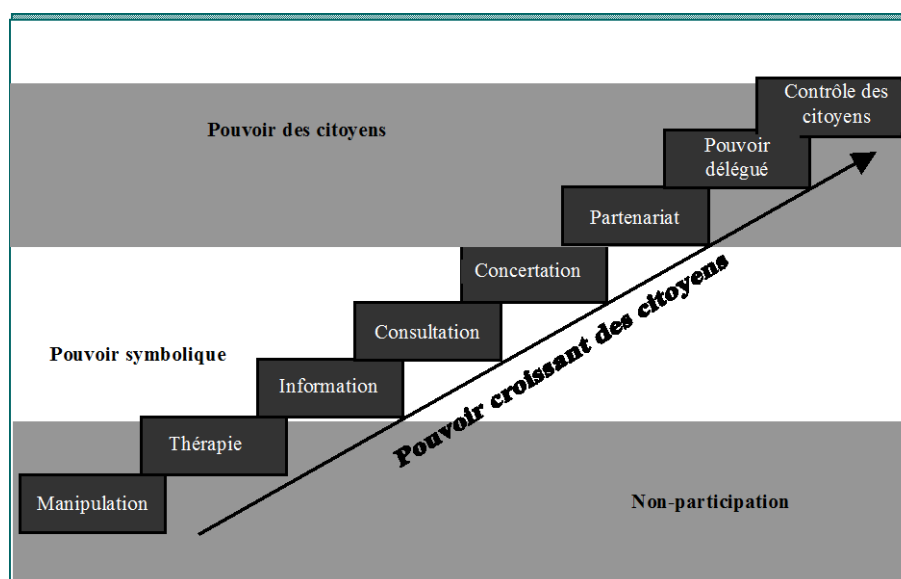 Contrôle des
citoyens
Pouvoir des citoyens
Pouvoir
délégué
Partenariat
Concertation
Pouvoir croissant des citoyens
Consultation
Pouvoir symbolique
Information
Thérapie
Manipulation
Non-participation